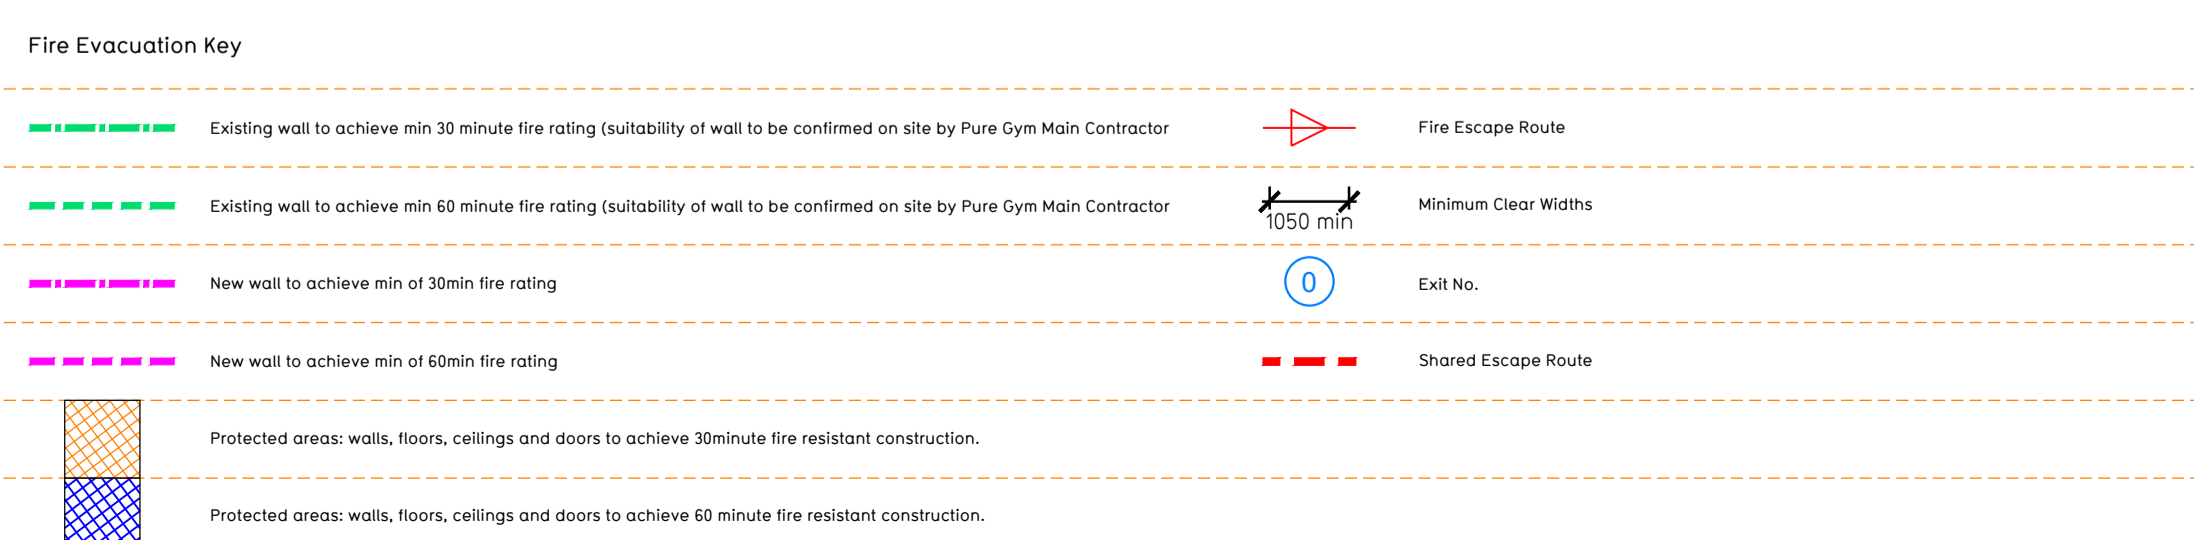 Fire Evacuation Key
Existing wall to achieve min 30 minute fire rating (suitability of wall to be confirmed on site by Pure Gym Main Contractor
Fire Escape Route
Existing wall to achieve min 60 minute fire rating (suitability of wall to be confirmed on site by Pure Gym Main Contractor
1050 min
Minimum Clear Widths
New wall to achieve min of 30min fire rating
0
Exit No.
New wall to achieve min of 60min fire rating
Shared Escape Route
Protected areas: walls, floors, ceilings and doors to achieve 30minute fire resistant construction.
Protected areas: walls, floors, ceilings and doors to achieve 60 minute fire resistant construction.